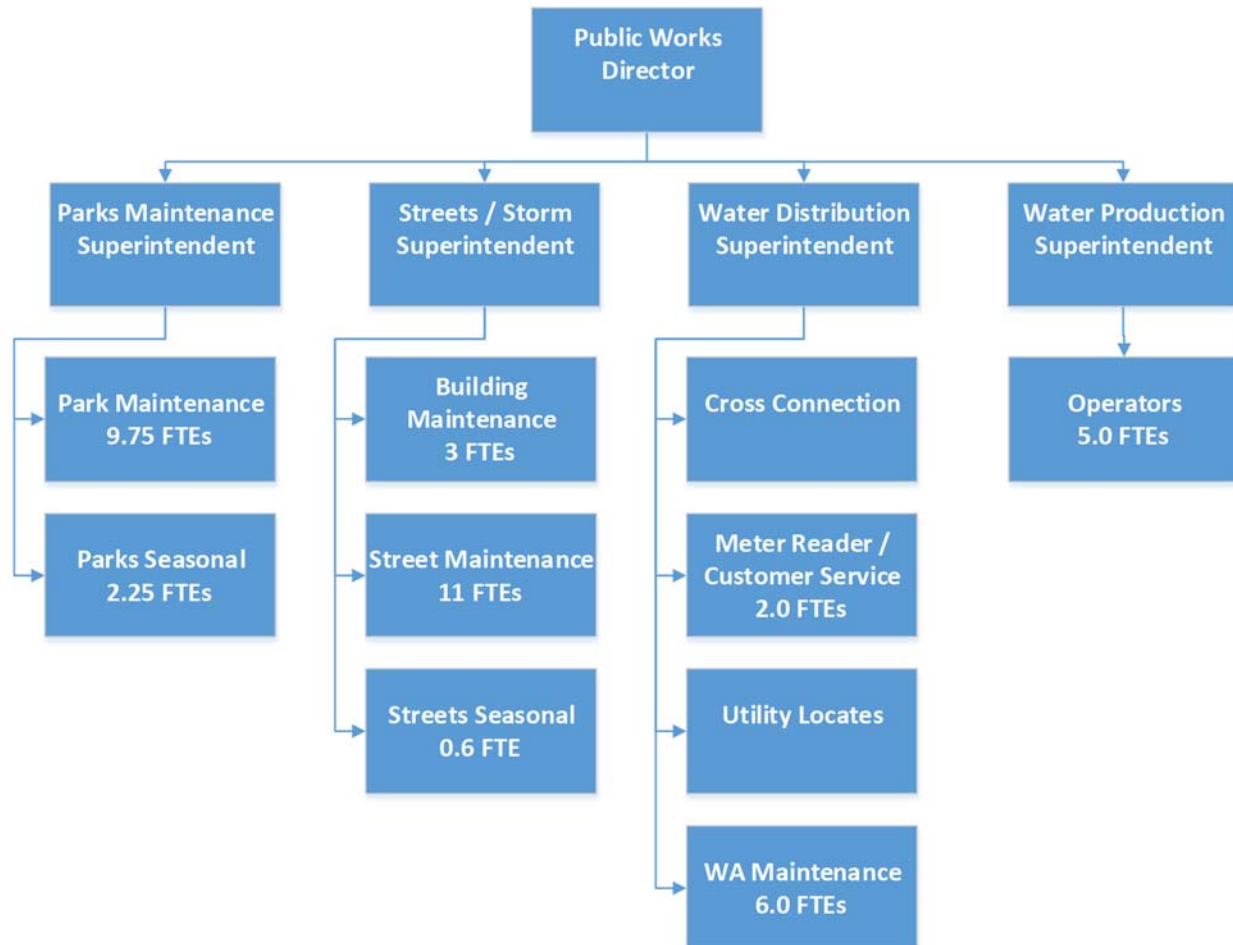 Public Works
Director
Parks Maintenance
Superintendent
Streets / Storm
Superintendent
Water Distribution
Superintendent
Water Production
Superintendent
Park Maintenance
9.75 FTEs
Building
Maintenance
3 FTEs
Cross Connection
Operators
5.0 FTEs
Parks Seasonal
2.25 FTEs
Street Maintenance
11 FTEs
Meter Reader /
Customer Service
2.0 FTEs
Streets Seasonal
0.6 FTE
Utility Locates
WA Maintenance
6.0 FTEs